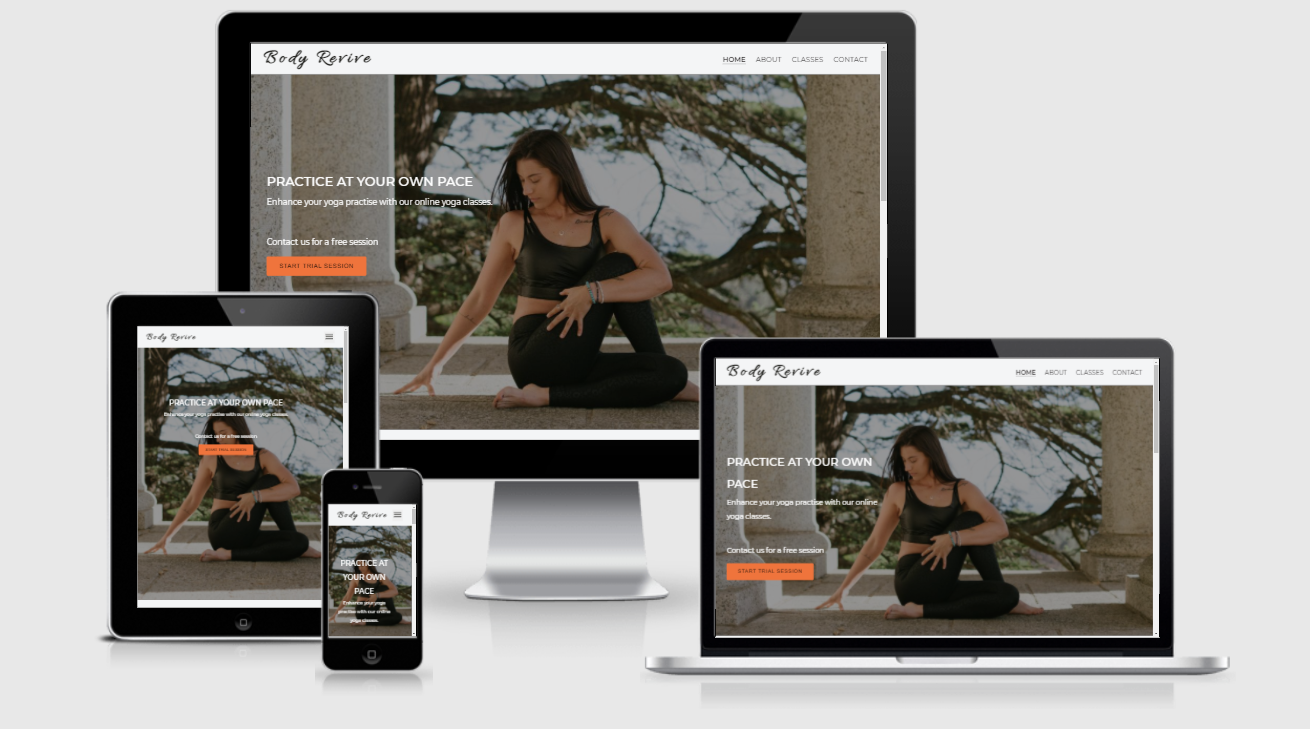 Body Revive
HOME ABOUT CLASSES CONTACT
PRACTICE AT YOUR OWN PACE
Enhance your yoga practise with our online yoga classes.
Contact us for a free session
START TRIAL SESSION
Body Revive
PRACTICE AT YOUR OWN PACE
Enhance your yoga practise with our online yoga classes.
Contact us for a free session
START TRIAL SESSION
Body Revive
PRACTICE AT
YOUR OWN
PACE
Enhance your yoga
practise with our online
yoga classes.
Body Revive
HOME ABOUT CLASSES CONTACT
PRACTICE AT YOUR OWN
PACE
Enhance your yoga practise with our online
yoga classes.
Contact us for a free session
START TRIAL SESSION